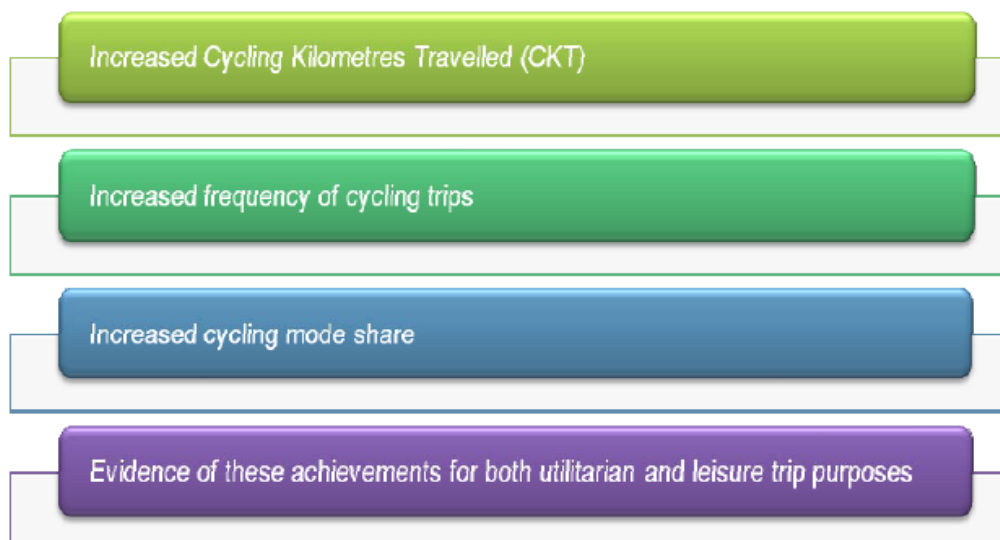 Increased Cycling Kilometres Travelled (CKT)
Increased frequency of cycling trips
Increased cycling mode share
Evidence of these achievements for both utilitarian and leisure trip purposes